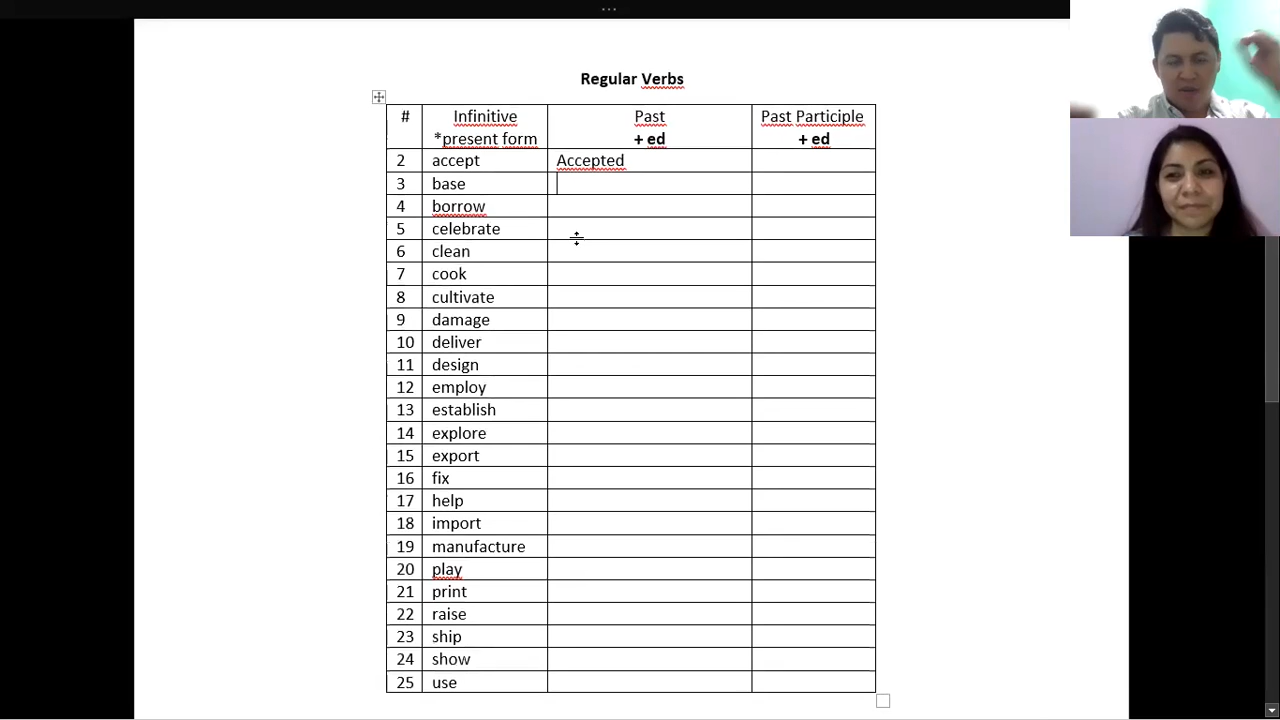 Regular Verbs
# Infinitive *present form Past + ed Past Participle + ed
2 accept Accepted
3 base
4 borrow
5 celebrate
6 clean
7 cook
8 cultivate
9 damage
10 deliver
11 design
12 employ
13 establish
14 explore
15 export
16 fix
17 help
18 import
19 manufacture
20 play
21 print
22 raise
23 ship
24 show
25 use